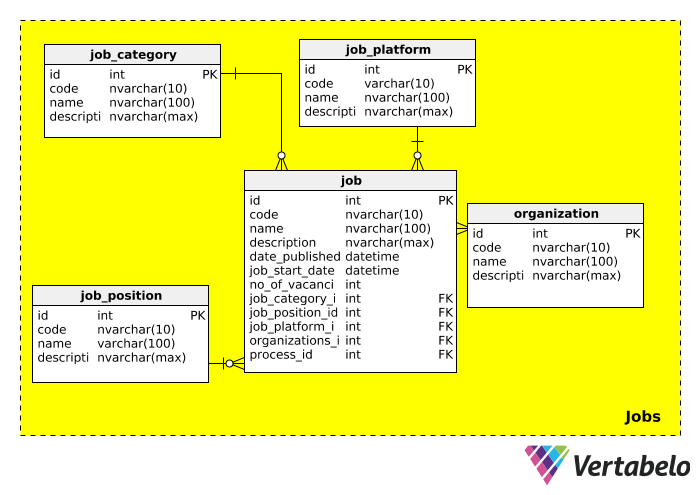 job_category
id int PK
code nvarchar(10)
name nvarchar(100)
descripti nvarchar(max)
job_platform
id int PK
code varchar(10)
name nvarchar(100)
descripti nvarchar(max)
job
id int PK
code nvarchar(10)
name nvarchar(100)
description nvarchar(max)
date_published datetime
job_start_date datetime
no_of_vacanci int
job_category_i int FK
job_position_id int FK
job_platform_i int FK
organizations_i int FK
process_id int FK
organization
id int PK
code nvarchar(10)
name nvarchar(100)
descripti nvarchar(max)
job_position
id int PK
code nvarchar(10)
name varchar(100)
descripti nvarchar(max)
Jobs
Vertabelo